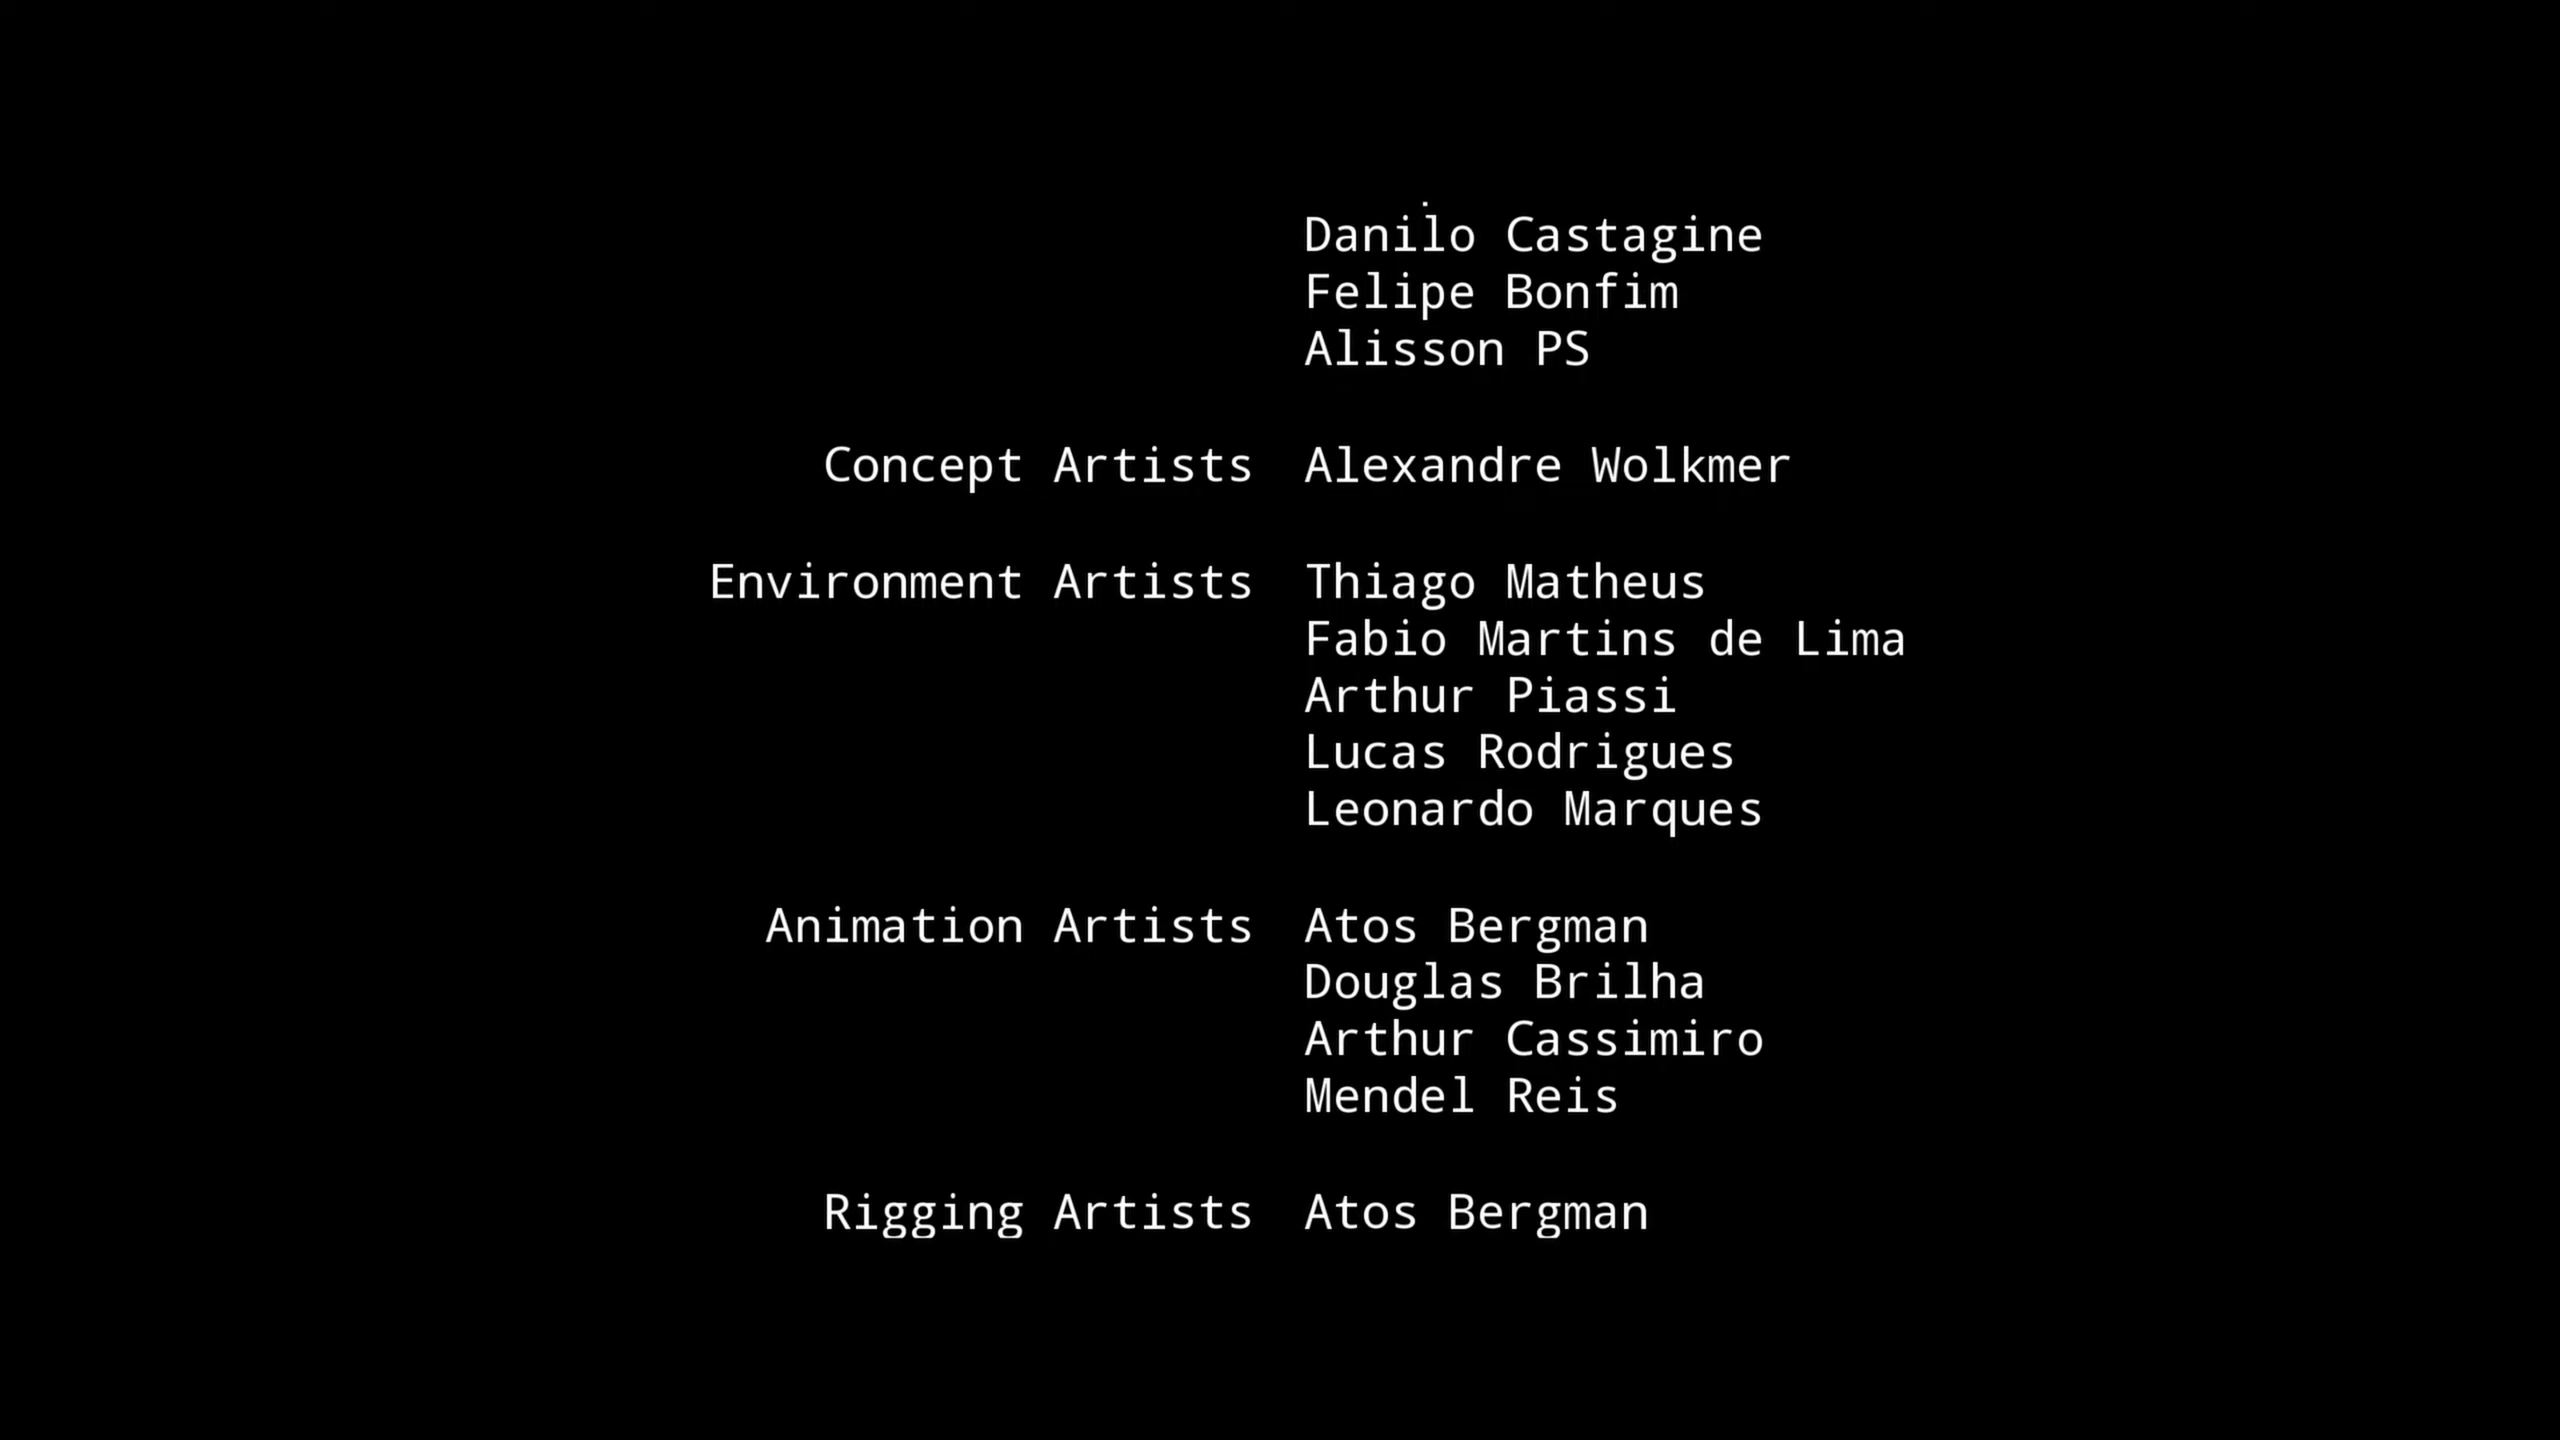 Danilo Castagine
Felipe Bonfim
Alisson PS
Concept Artists Alexandre Wolkmer
Environment Artists Thiago Matheus
Fabio Martins de Lima
Arthur Piassi
Lucas Rodrigues
Leonardo Marques
Animation Artists Atos Bergman
Douglas Brilha
Arthur Cassimiro
Mendel Reis
Rigging Artists Atos Bergman